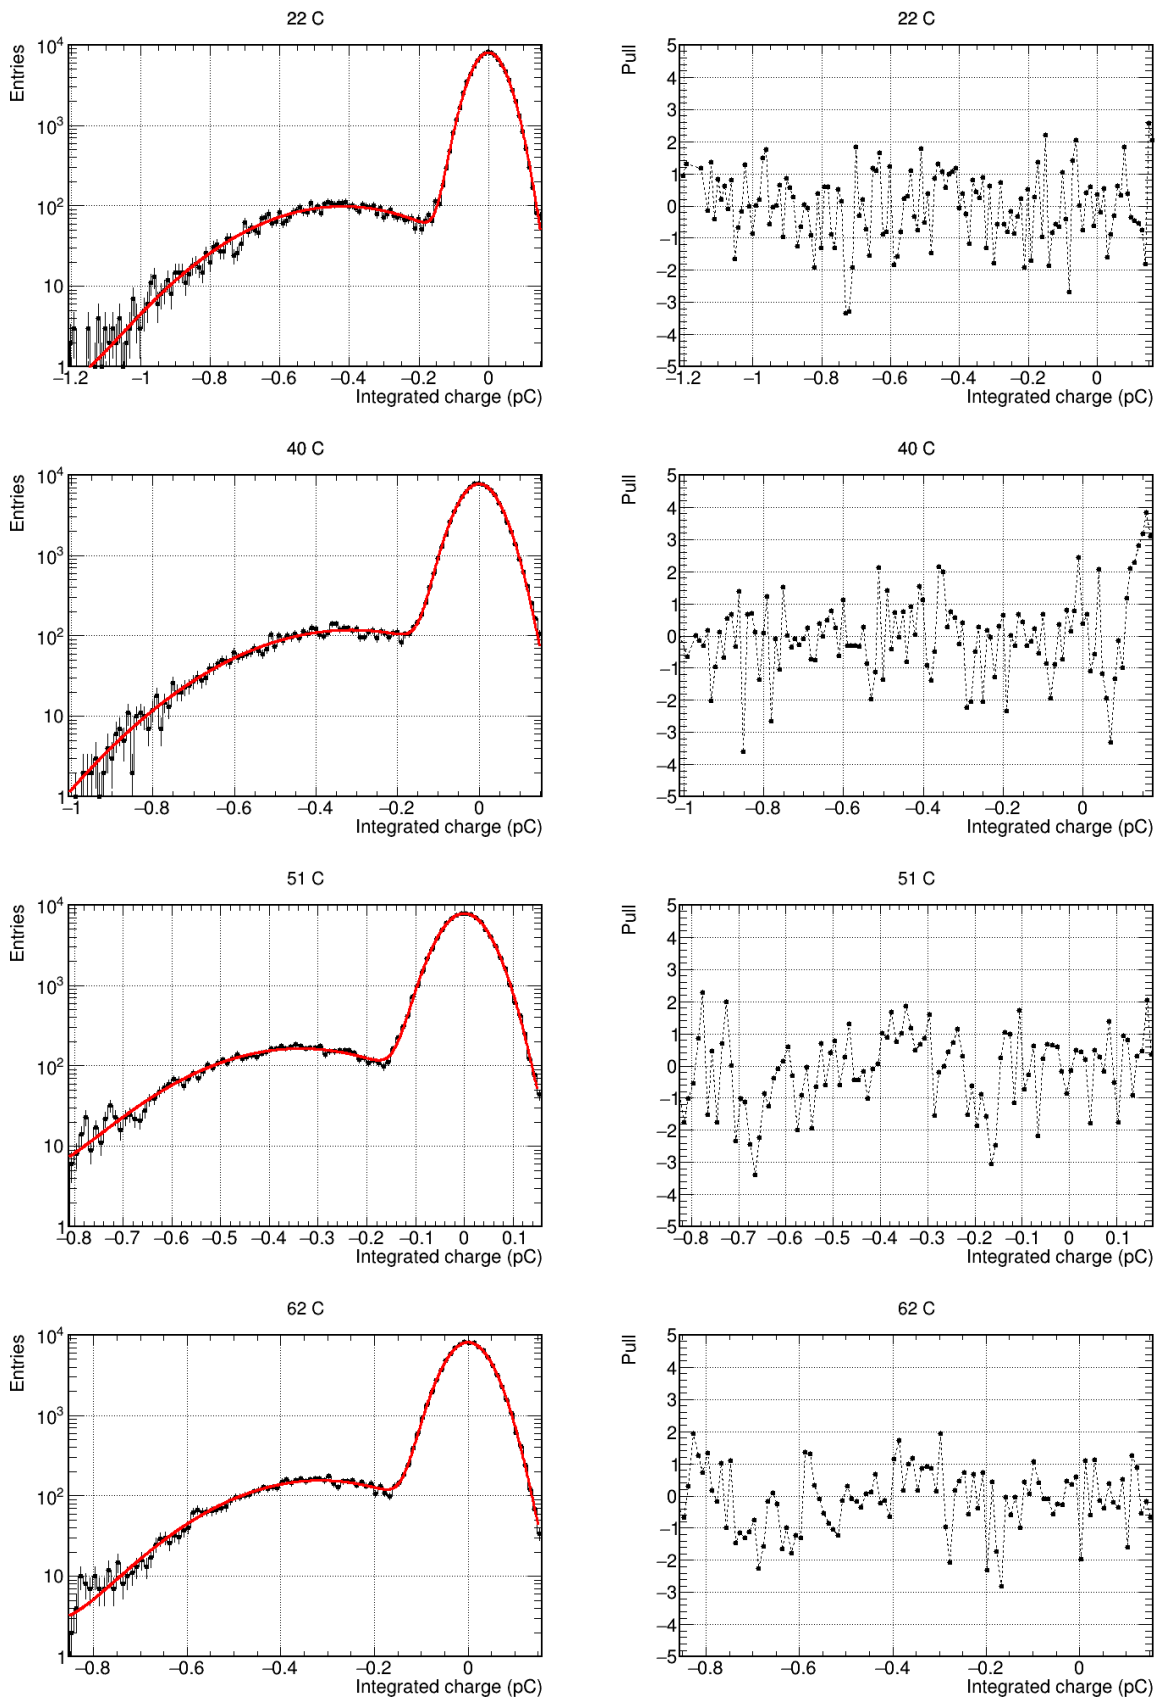 22 C
Entries
10^4
10^3
10^2
10
1
−1.2 −1 −0.8 −0.6 −0.4 −0.2 0
Integrated charge (pC)
22 C
Pull
5
4
3
2
1
0
−1
−2
−3
−4
−5
−1.2 −1 −0.8 −0.6 −0.4 −0.2 0
Integrated charge (pC)
40 C
Entries
10^4
10^3
10^2
10
1
−1 −0.8 −0.6 −0.4 −0.2 0
Integrated charge (pC)
40 C
Pull
5
4
3
2
1
0
−1
−2
−3
−4
−5
−1 −0.8 −0.6 −0.4 −0.2 0
Integrated charge (pC)
51 C
Entries
10^4
10^3
10^2
10
1
−0.8 −0.7 −0.6 −0.5 −0.4 −0.3 −0.2 −0.1 0 0.1
Integrated charge (pC)
51 C
Pull
5
4
3
2
1
0
−1
−2
−3
−4
−5
−0.8 −0.7 −0.6 −0.5 −0.4 −0.3 −0.2 −0.1 0 0.1
Integrated charge (pC)
62 C
Entries
10^4
10^3
10^2
10
1
−0.8 −0.6 −0.4 −0.2 0
Integrated charge (pC)
62 C
Pull
5
4
3
2
1
0
−1
−2
−3
−4
−5
−0.8 −0.6 −0.4 −0.2 0
Integrated charge (pC)